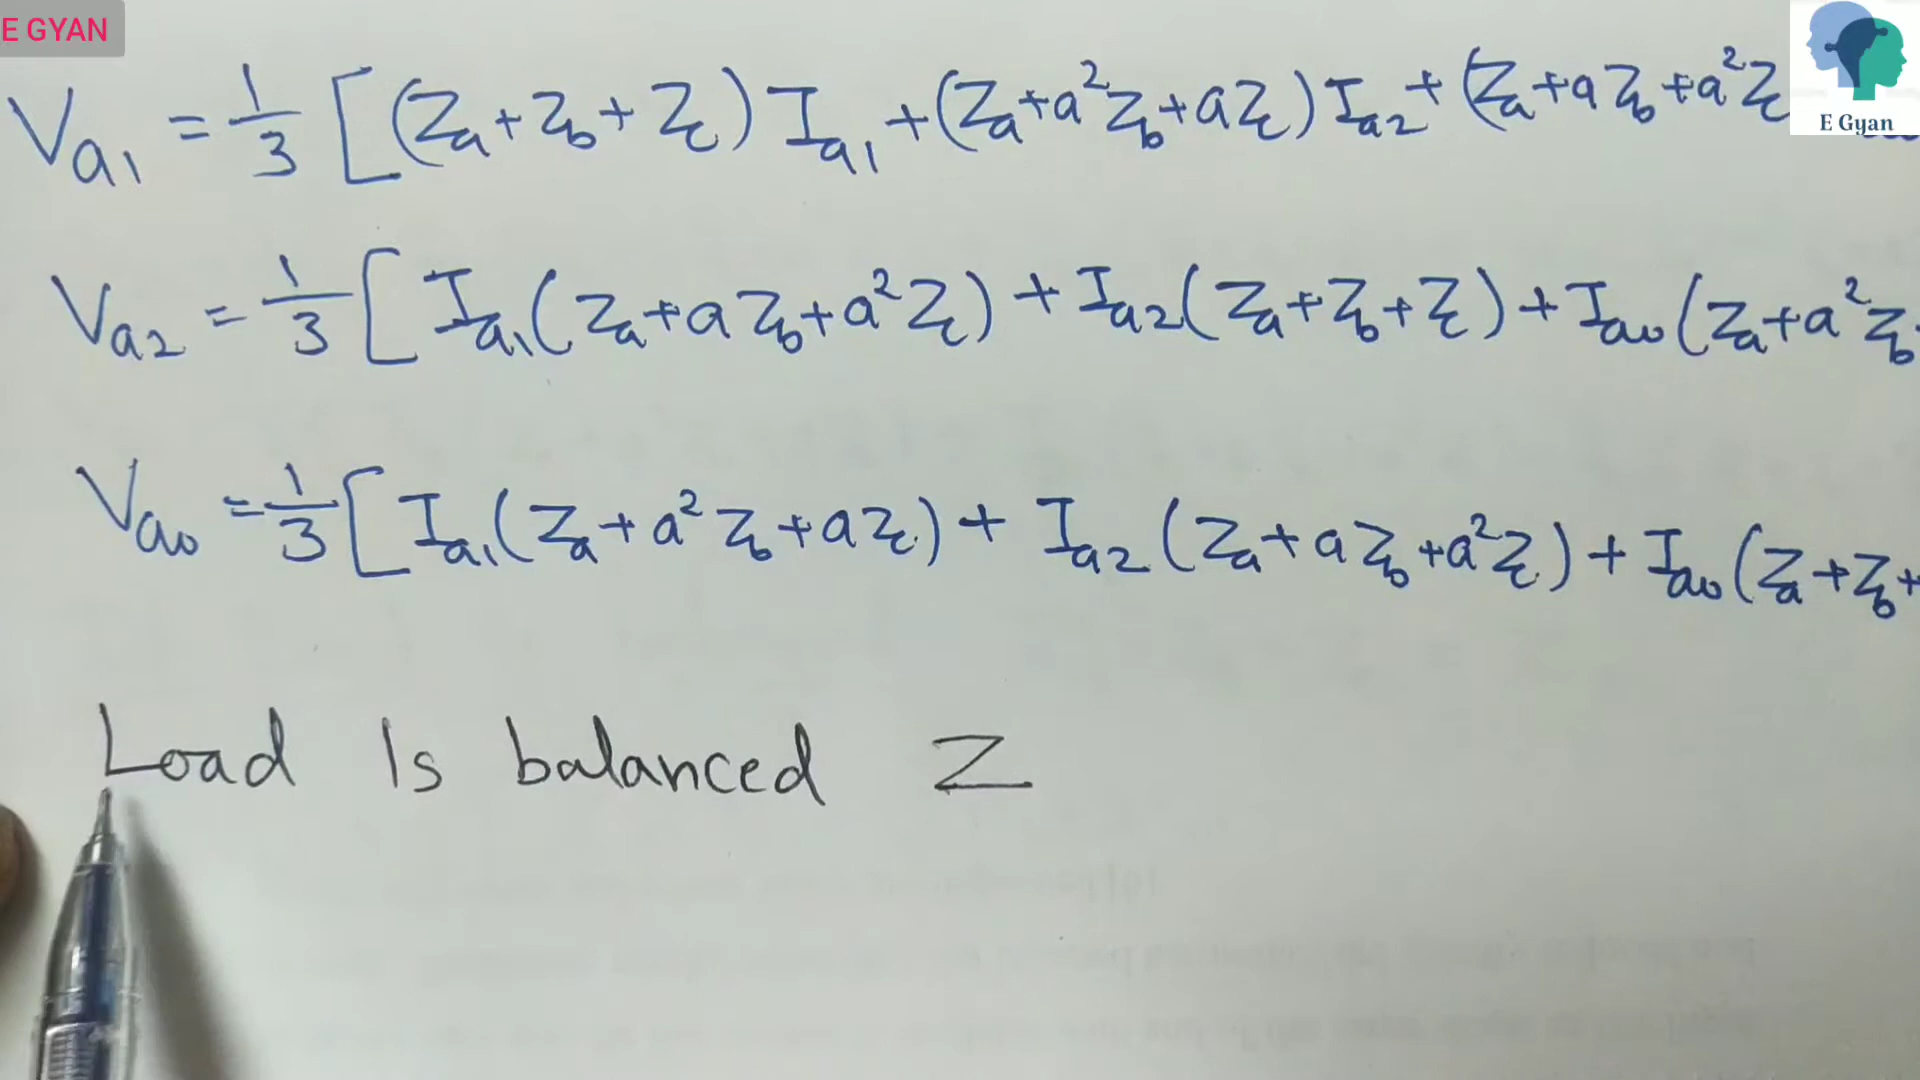 E GYAN
E Gyan
Va1 = 1/3 [(Za + Zb + Zc) Ia1 + (Za + a²Zb + aZc) Ia2 + (Za + aZb + a²Zc
Va2 = 1/3 [Ia1(Za + aZb + a²Zc) + Ia2(Za + Zb + Zc) + Ia0(Za + a²Zb
Va0 = 1/3 [Ia1(Za + a²Zb + aZc) + Ia2(Za + aZb + a²Zc) + Ia0(Za + Zb +
Load Is balanced Z